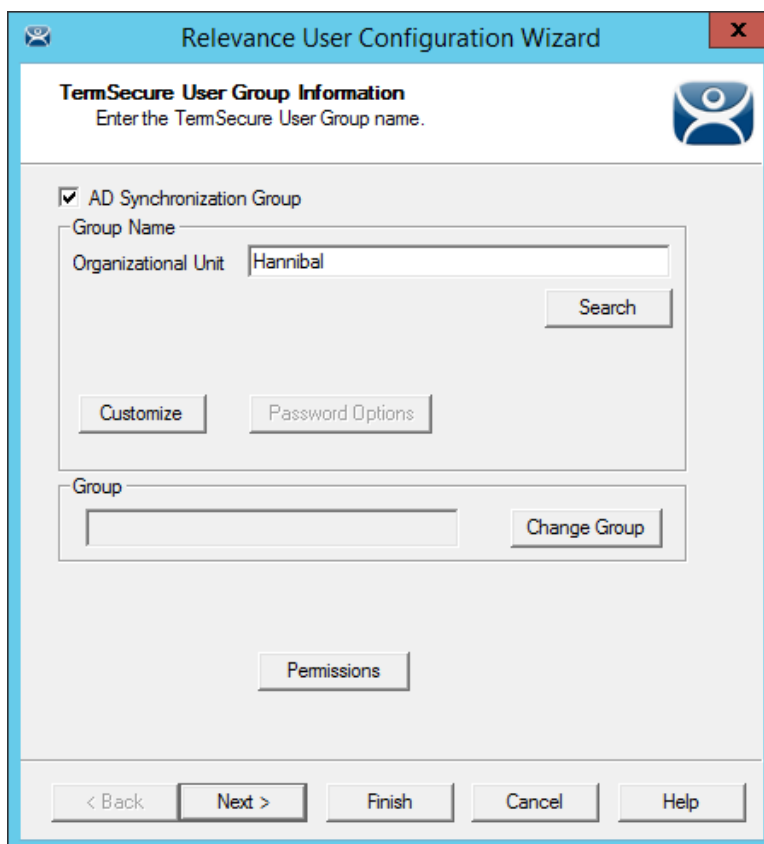 Relevance User Configuration Wizard
x
TermSecure User Group Information
Enter the TermSecure User Group name.
AD Synchronization Group
Group Name
Organizational Unit Hannibal
Search
Customize Password Options
Group
Change Group
Permissions
< Back Next > Finish Cancel Help